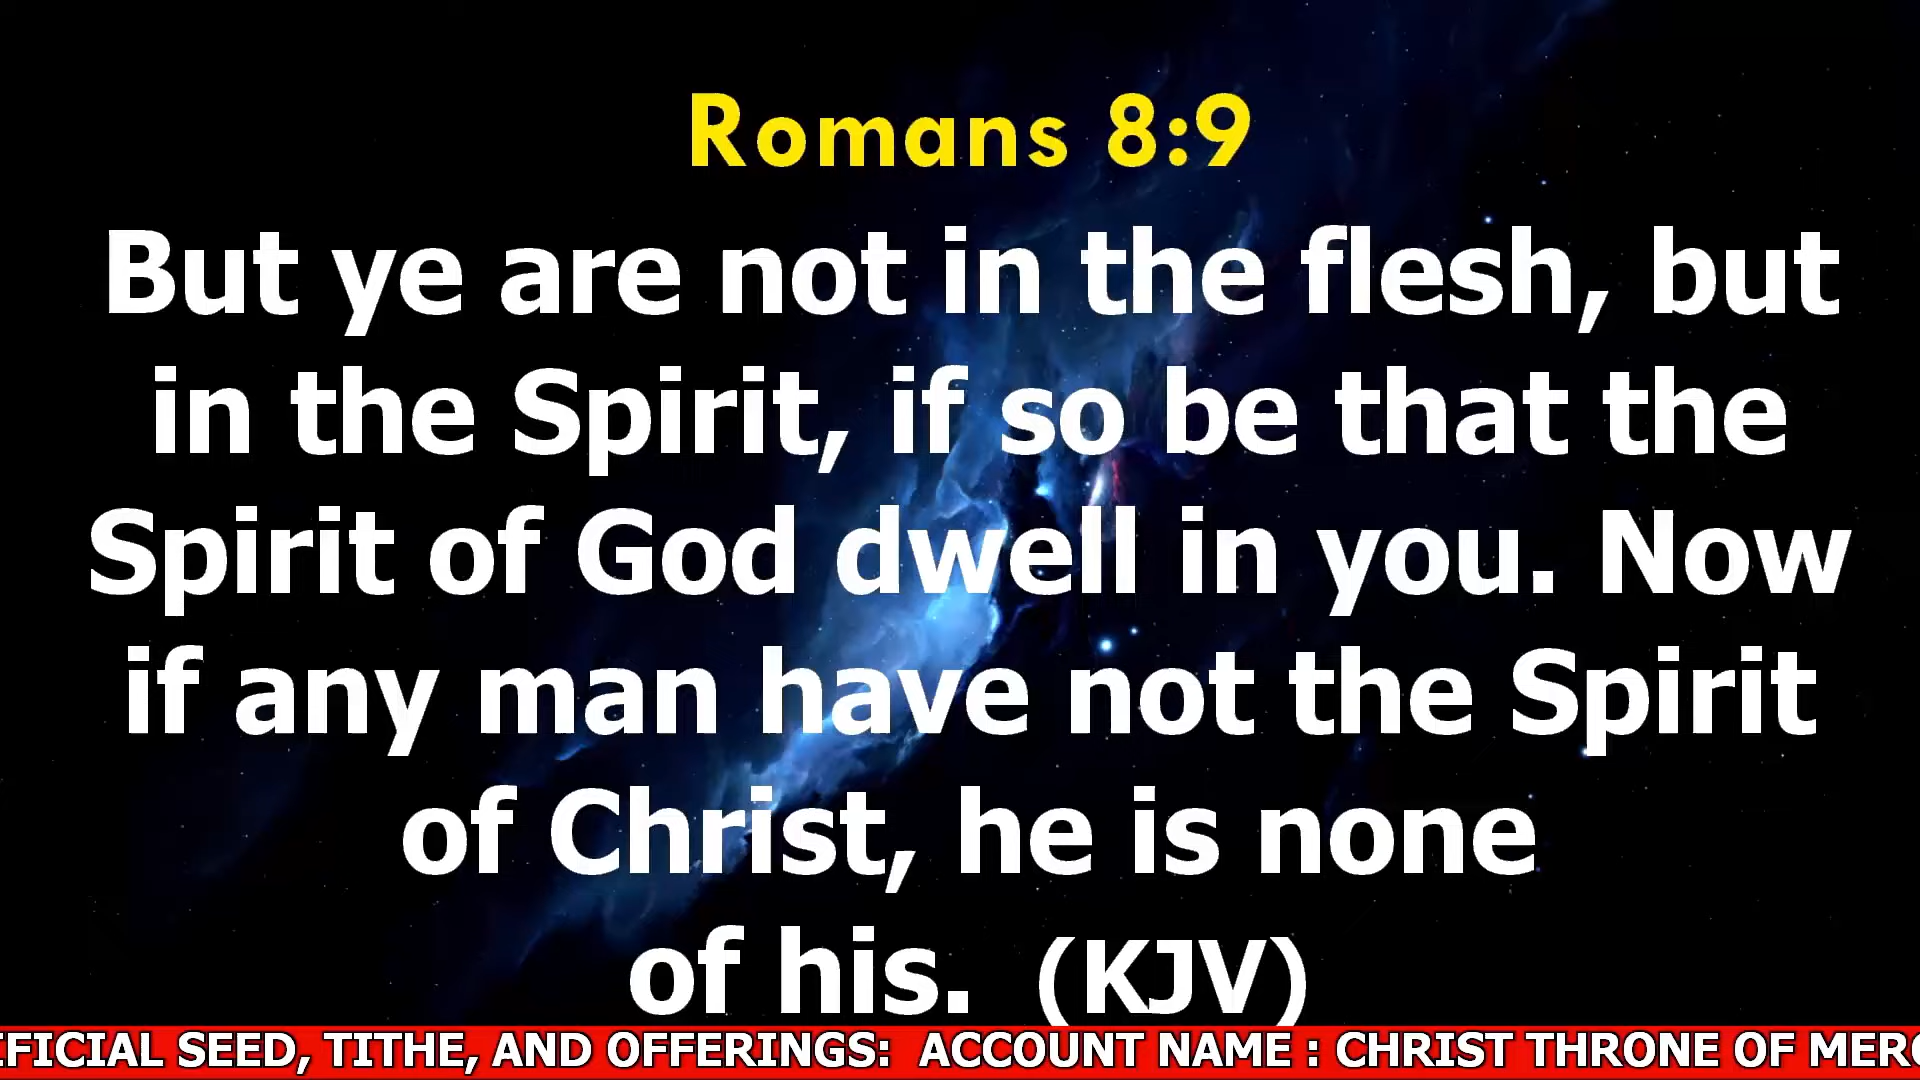 Romans 8:9
But ye are not in the flesh, but
in the Spirit, if so be that the
Spirit of God dwell in you. Now
if any man have not the Spirit
of Christ, he is none
of his. (KJV)
SEED, TITHE, AND OFFERINGS: ACCOUNT NAME : CHRIST THRONE OF